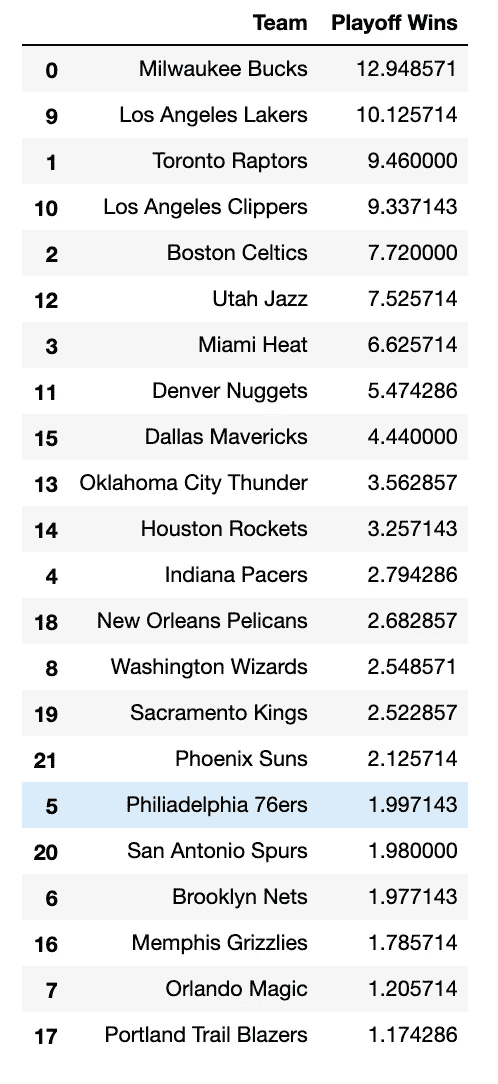 Team Playoff Wins
0 Milwaukee Bucks 12.948571
9 Los Angeles Lakers 10.125714
1 Toronto Raptors 9.460000
10 Los Angeles Clippers 9.337143
2 Boston Celtics 7.720000
12 Utah Jazz 7.525714
3 Miami Heat 6.625714
11 Denver Nuggets 5.474286
15 Dallas Mavericks 4.440000
13 Oklahoma City Thunder 3.562857
14 Houston Rockets 3.257143
4 Indiana Pacers 2.794286
18 New Orleans Pelicans 2.682857
8 Washington Wizards 2.548571
19 Sacramento Kings 2.522857
21 Phoenix Suns 2.125714
5 Philiadelphia 76ers 1.997143
20 San Antonio Spurs 1.980000
6 Brooklyn Nets 1.977143
16 Memphis Grizzlies 1.785714
7 Orlando Magic 1.205714
17 Portland Trail Blazers 1.174286